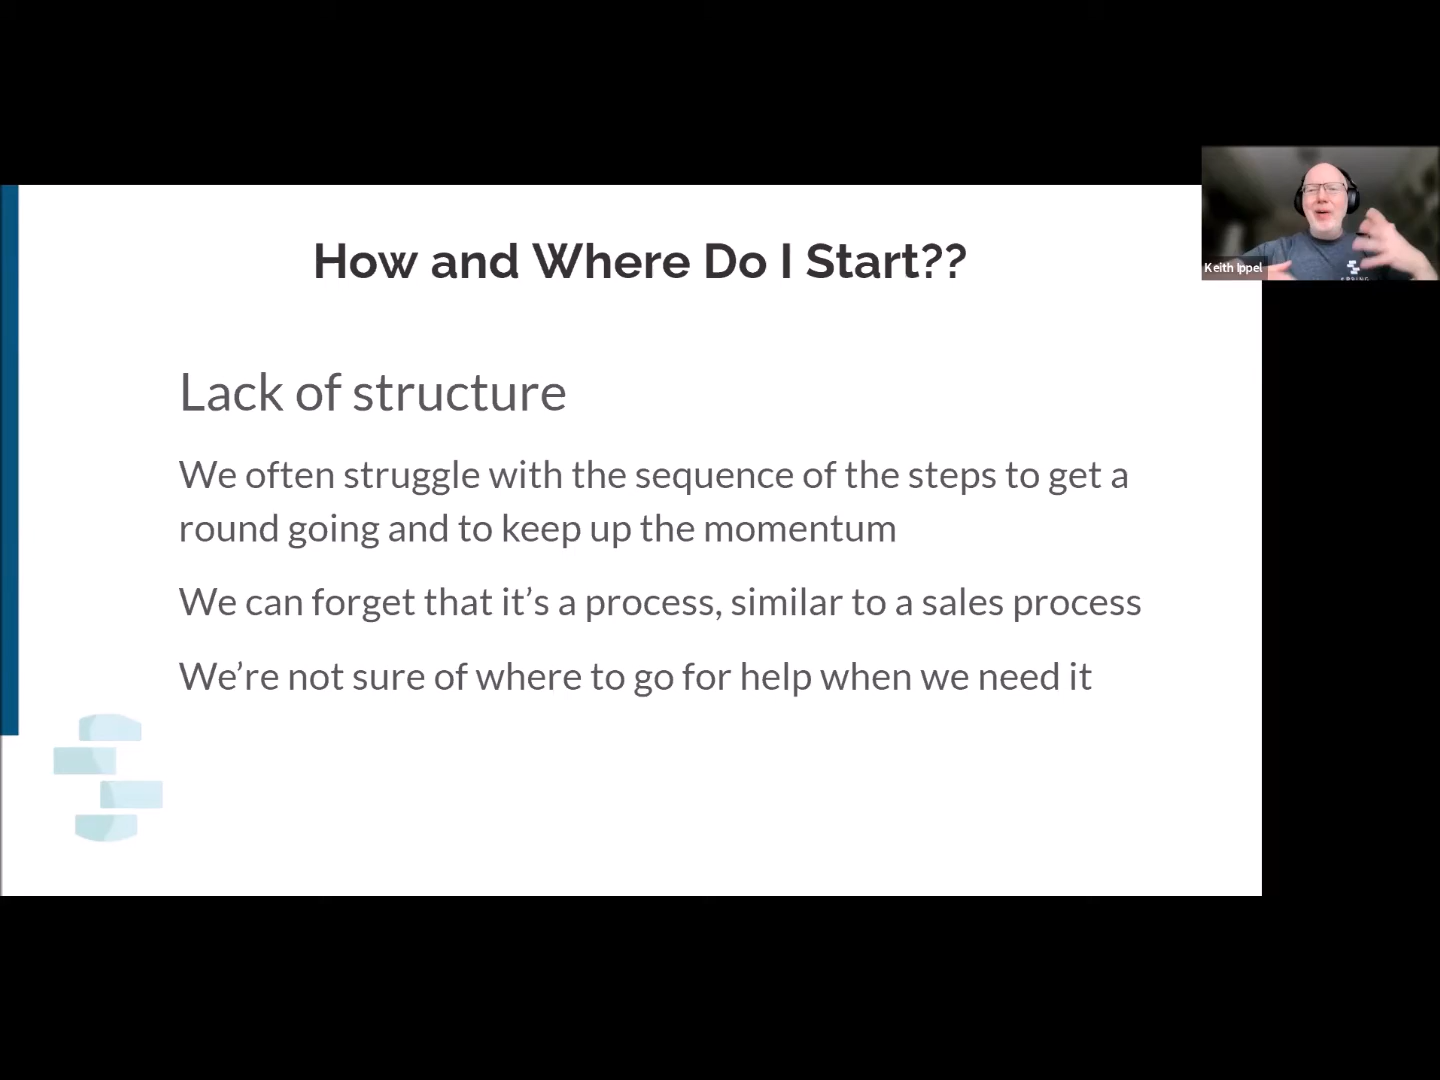 How and Where Do I Start??
Keith Ippel
Lack of structure
We often struggle with the sequence of the steps to get a
round going and to keep up the momentum
We can forget that it’s a process, similar to a sales process
We’re not sure of where to go for help when we need it